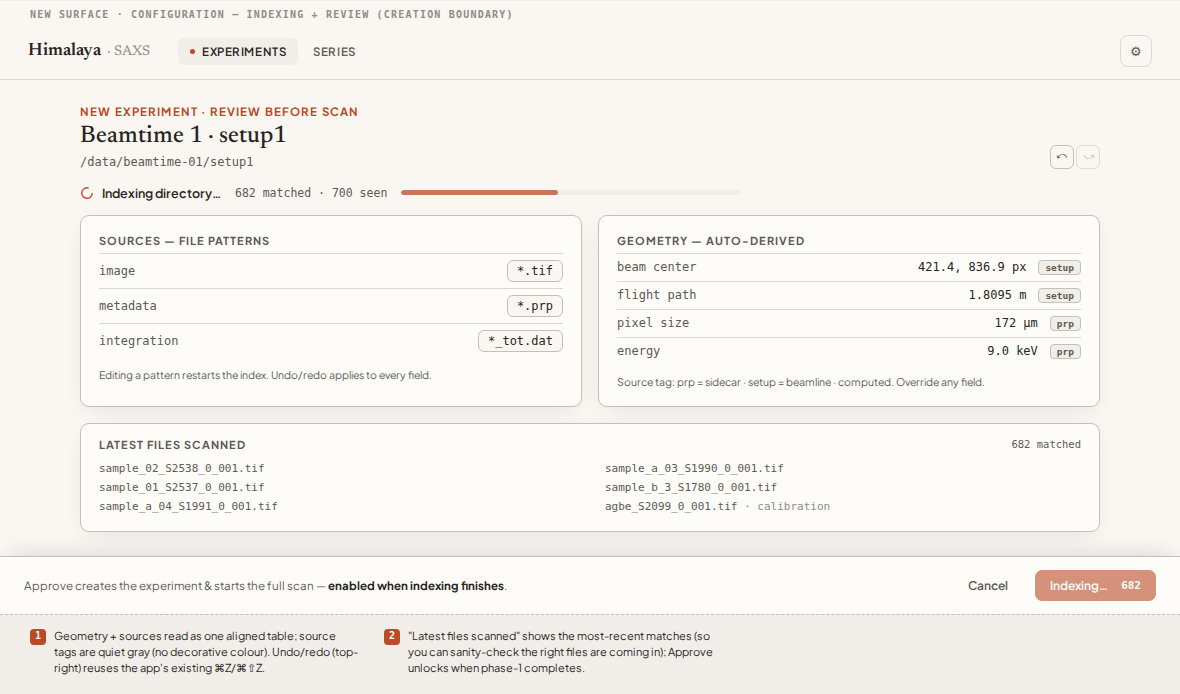 NEW SURFACE · CONFIGURATION — INDEXING + REVIEW (CREATION BOUNDARY)
Himalaya · SAXS
EXPERIMENTS
SERIES
NEW EXPERIMENT · REVIEW BEFORE SCAN
Beamtime 1 · setup1
/data/beamtime-01/setup1
Indexing directory… 682 matched · 700 seen
SOURCES — FILE PATTERNS
image *.tif
metadata *.prp
integration *_tot.dat
Editing a pattern restarts the index. Undo/redo applies to every field.
GEOMETRY — AUTO-DERIVED
beam center 421.4, 836.9 px setup
flight path 1.8095 m setup
pixel size 172 µm prp
energy 9.0 keV prp
Source tag: prp = sidecar · setup = beamline · computed. Override any field.
LATEST FILES SCANNED 682 matched
sample_02_S2538_0_001.tif sample_a_03_S1990_0_001.tif
sample_01_S2537_0_001.tif sample_b_3_S1780_0_001.tif
sample_a_04_S1991_0_001.tif agbe_S2099_0_001.tif · calibration
Approve creates the experiment & starts the full scan — enabled when indexing finishes.
Cancel
Indexing… 682
1 Geometry + sources read as one aligned table; source
tags are quiet gray (no decorative colour). Undo/redo (top-
right) reuses the app's existing ⌘Z/⌘⇧Z.
2 "Latest files scanned" shows the most-recent matches (so
you can sanity-check the right files are coming in); Approve
unlocks when phase-1 completes.